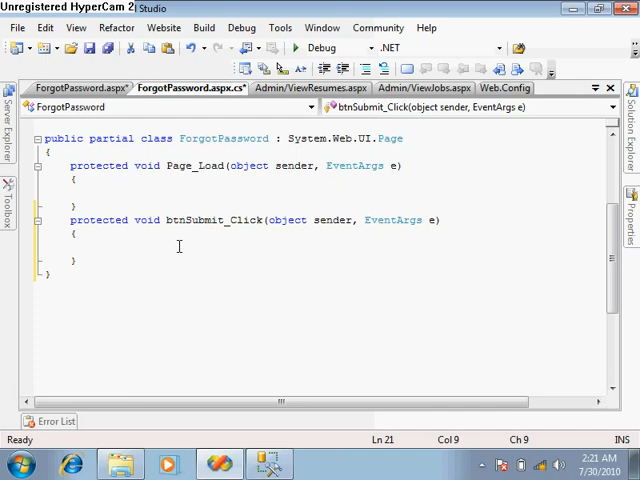 Unregistered HyperCam 2
Studio
File Edit View Refactor Website Build Debug Tools Window Community Help
Debug .NET
ForgotPassword.aspx* ForgotPassword.aspx.cs* Admin/ViewResumes.aspx Admin/ViewJobs.aspx Web.Config
ForgotPassword btnSubmit_Click(object sender, EventArgs e)
Server Explorer
Toolbox
Solution Explorer
Properties
public partial class ForgotPassword : System.Web.UI.Page
{
protected void Page_Load(object sender, EventArgs e)
{
}
protected void btnSubmit_Click(object sender, EventArgs e)
{
}
}
Error List
Ready Ln 21 Col 9 Ch 9 INS
2:21 AM
7/30/2010